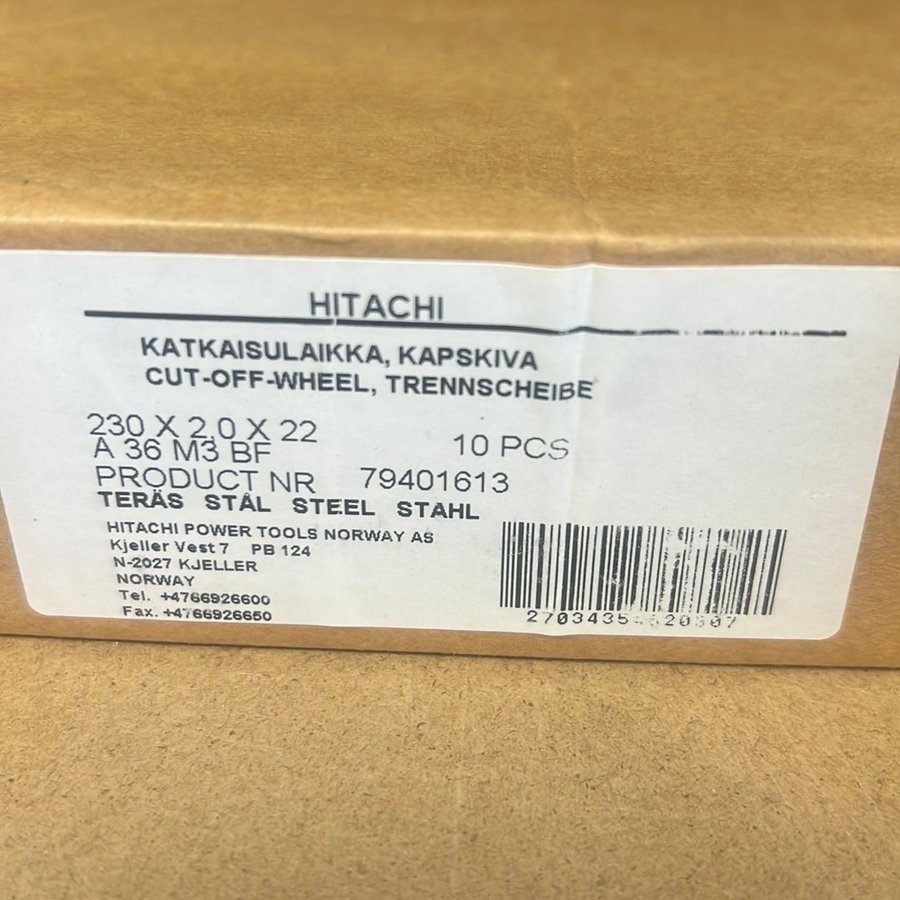 HITACHI
KATKAISULAIKKA, KAPSKIVA
CUT-OFF-WHEEL, TRENNSCHEIBE
230 X 2,0 X 22
A 36 M3 BF 10 PCS
PRODUCT NR 79401613
TERÄS STÅL STEEL STAHL
HITACHI POWER TOOLS NORWAY AS
Kjeller Vest 7 PB 124
N-2027 KJELLER
NORWAY
Tel. +4766926600
Fax. +4766926650